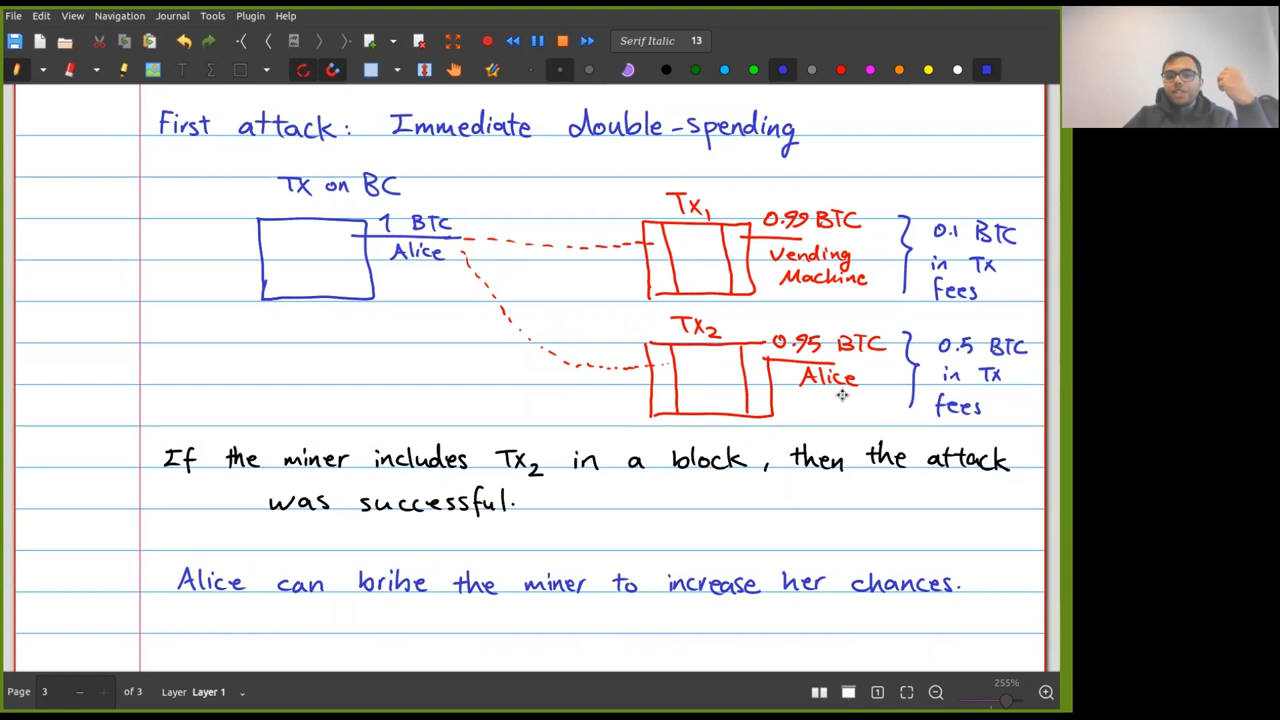 File Edit View Navigation Journal Tools Plugin Help
Serif Italic 13
First attack: Immediate double-spending
TX on BC
1 BTC
Alice
Tx1
0.99 BTC
Vending
Machine
0.1 BTC
in Tx
fees
Tx2
0.95 BTC
Alice
0.5 BTC
in Tx
fees
If the miner includes Tx2 in a block, then the attack
was successful.
Alice can bribe the miner to increase her chances.
Page 3 of 3 Layer Layer 1
255%